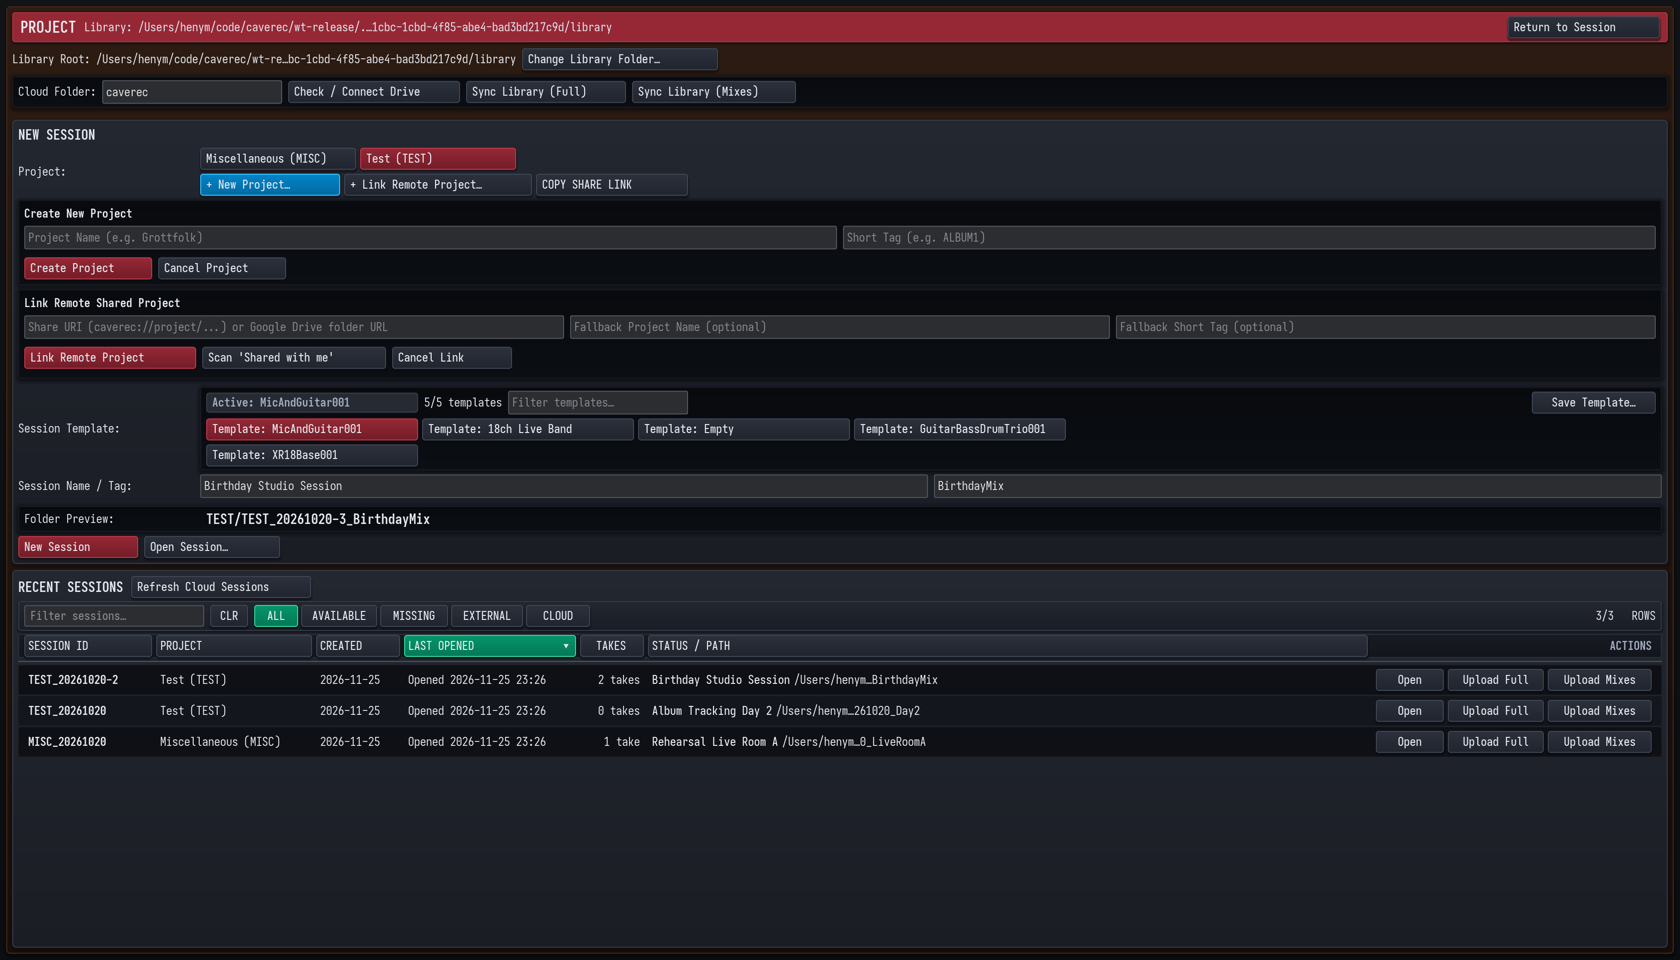 PROJECT Library: /Users/henym/code/caverec/wt-release/...1cbc-1cbd-4f85-abe4-bad3bd217c9d/library Return to Session
Library Root: /Users/henym/code/caverec/wt-re…bc-1cbd-4f85-abe4-bad3bd217c9d/library Change Library Folder…
Cloud Folder: caverec Check / Connect Drive Sync Library (Full) Sync Library (Mixes)
NEW SESSION
Miscellaneous (MISC) Test (TEST)
Project:
+ New Project… + Link Remote Project… COPY SHARE LINK
Create New Project
Project Name (e.g. Grottfolk) Short Tag (e.g. ALBUM1)
Create Project Cancel Project
Link Remote Shared Project
Share URI (caverec://project/...) or Google Drive folder URL Fallback Project Name (optional) Fallback Short Tag (optional)
Link Remote Project Scan 'Shared with me' Cancel Link
Active: MicAndGuitar001 5/5 templates Filter templates… Save Template…
Session Template: Template: MicAndGuitar001 Template: 18ch Live Band Template: Empty Template: GuitarBassDrumTrio001
Template: XR18Base001
Session Name / Tag: Birthday Studio Session BirthdayMix
Folder Preview: TEST/TEST_20261020-3_BirthdayMix
New Session Open Session…
RECENT SESSIONS Refresh Cloud Sessions
Filter sessions… CLR ALL AVAILABLE MISSING EXTERNAL CLOUD 3/3 ROWS
SESSION ID PROJECT CREATED LAST OPENED ▾ TAKES STATUS / PATH ACTIONS
TEST_20261020-2 Test (TEST) 2026-11-25 Opened 2026-11-25 23:26 2 takes Birthday Studio Session /Users/henym…BirthdayMix Open Upload Full Upload Mixes
TEST_20261020 Test (TEST) 2026-11-25 Opened 2026-11-25 23:26 0 takes Album Tracking Day 2 /Users/henym…261020_Day2 Open Upload Full Upload Mixes
MISC_20261020 Miscellaneous (MISC) 2026-11-25 Opened 2026-11-25 23:26 1 take Rehearsal Live Room A /Users/henym…0_LiveRoomA Open Upload Full Upload Mixes